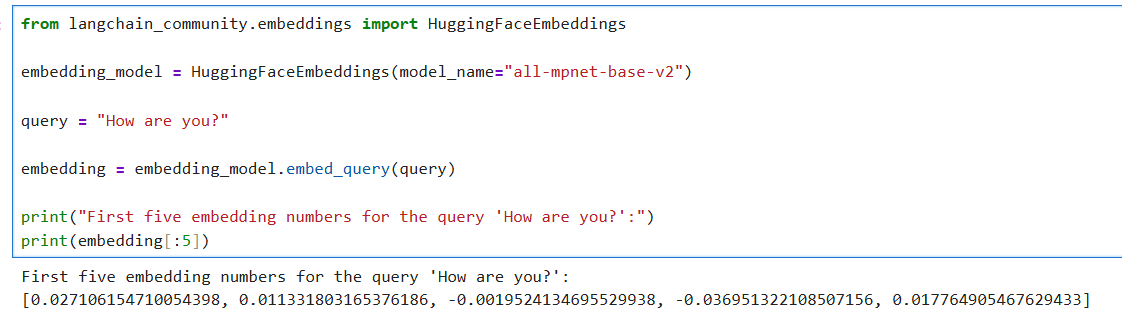 from langchain_community.embeddings import HuggingFaceEmbeddings
embedding_model = HuggingFaceEmbeddings(model_name="all-mpnet-base-v2")
query = "How are you?"
embedding = embedding_model.embed_query(query)
print("First five embedding numbers for the query 'How are you?':")
print(embedding[:5])
First five embedding numbers for the query 'How are you?':
[0.027106154710054398, 0.011331803165376186, -0.0019524134695529938, -0.036951322108507156, 0.017764905467629433]